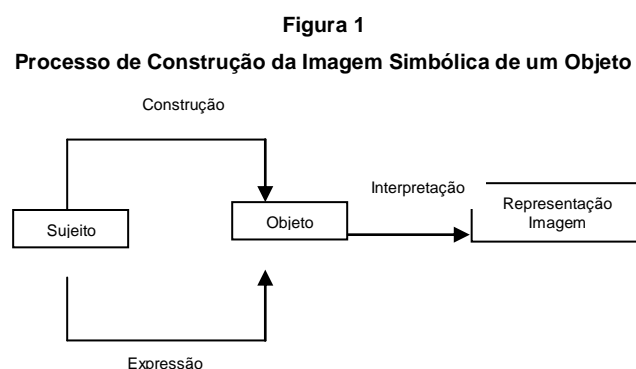 Figura 1
Processo de Construção da Imagem Simbólica de um Objeto
Construção
Interpretação
Sujeito
Objeto
Representação
Imagem
Expressão